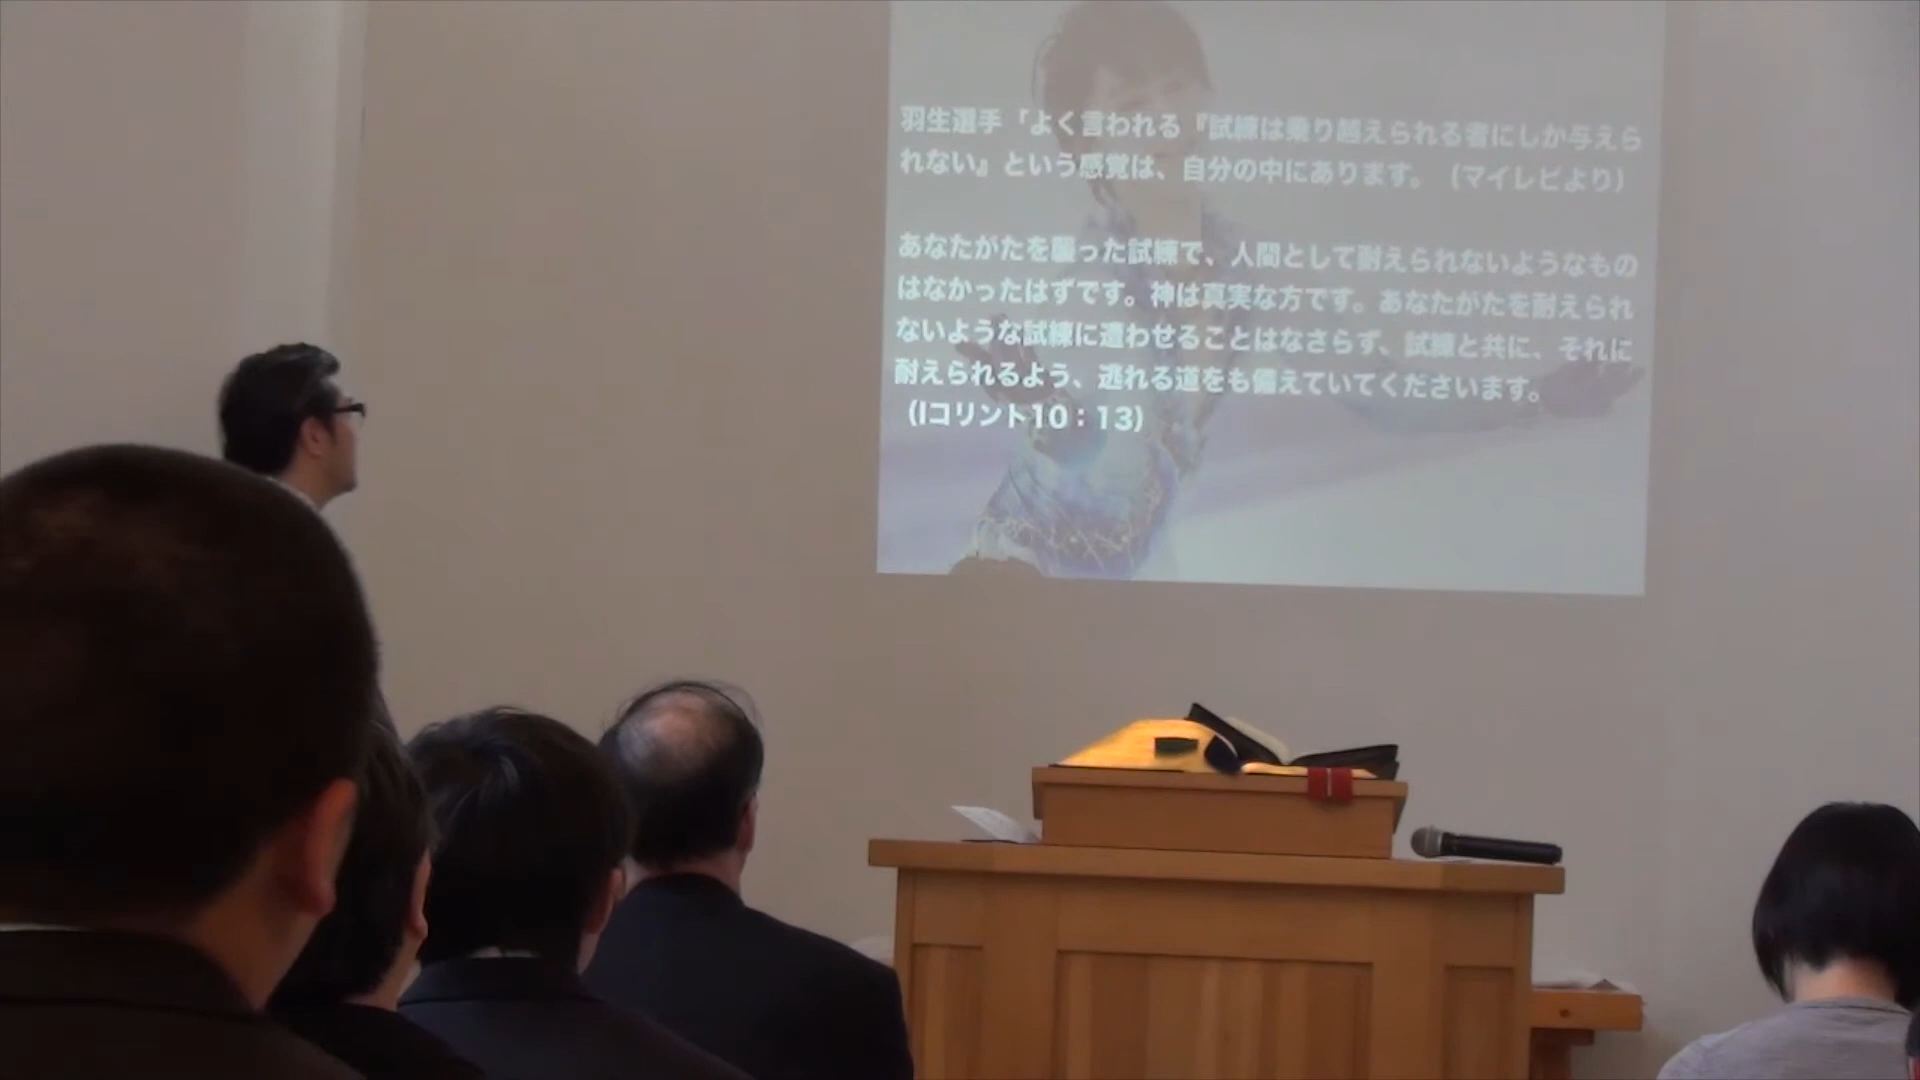 羽生選手「よく言われる『試練は乗り越えられる者にしか与えら
れない』という感覚は、自分の中にあります。（マイレビより）
あなたがたを襲った試練で、人間として耐えられないようなもの
はなかったはずです。神は真実な方です。あなたがたを耐えられ
ないような試練に遭わせることはなさらず、試練と共に、それに
耐えられるよう、逃れる道をも備えていてくださいます。
（Iコリント10：13）